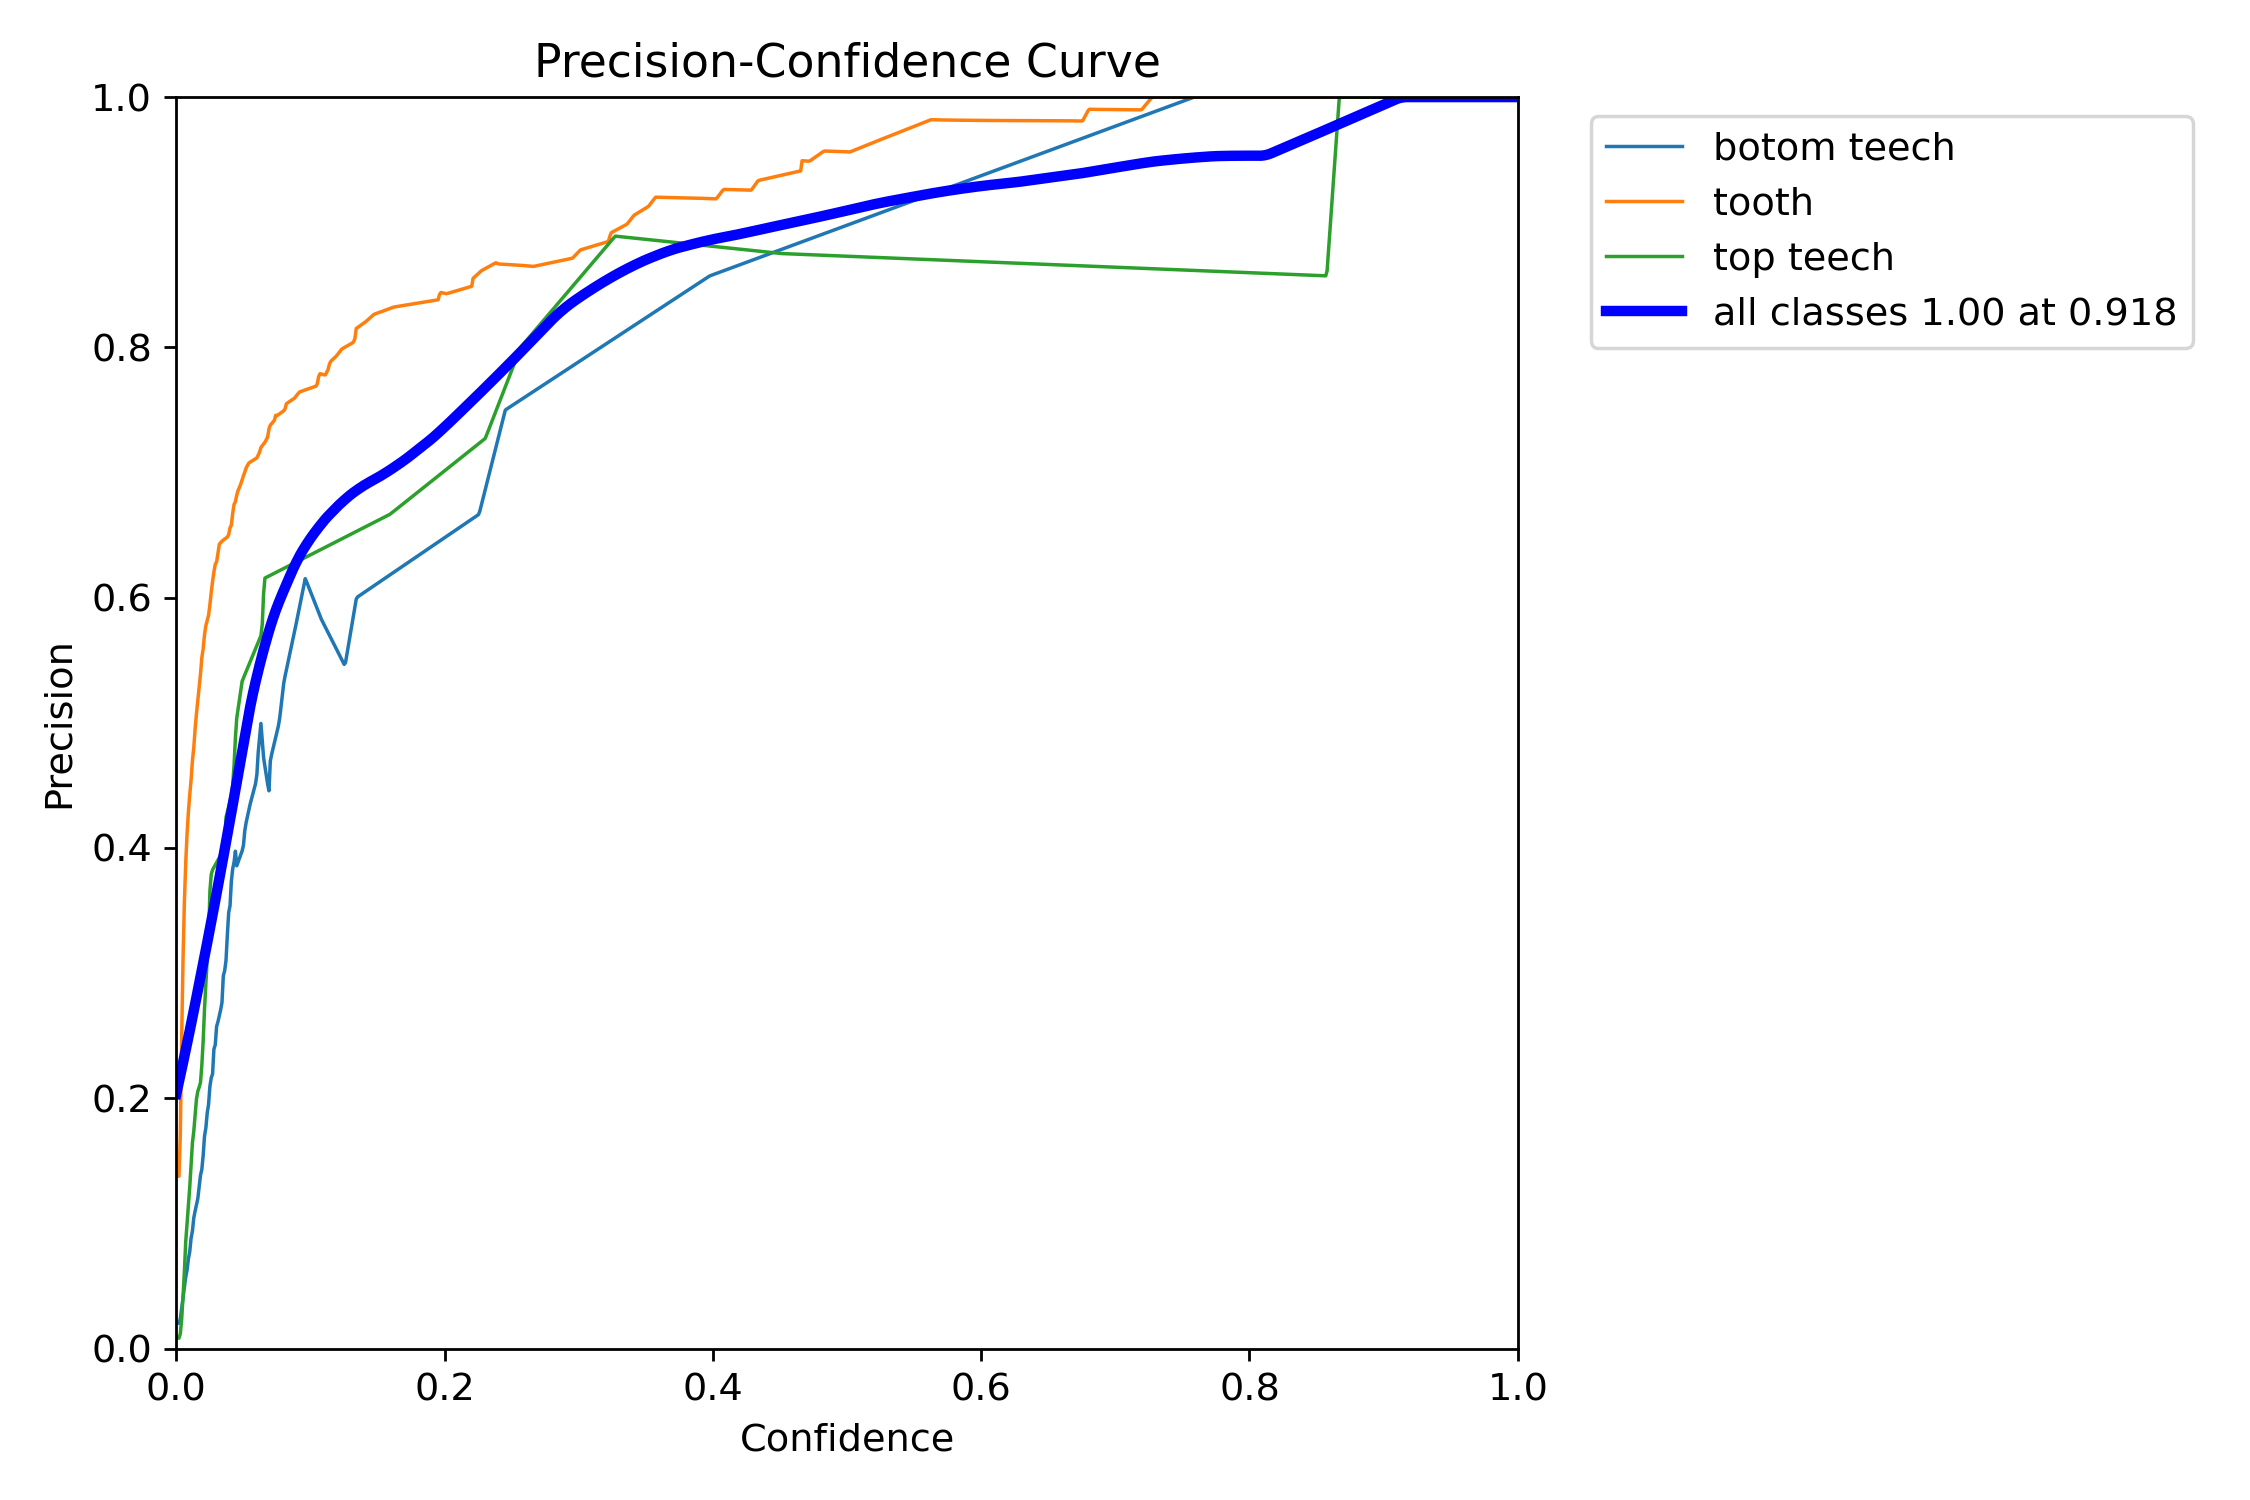 Precision-Confidence Curve
1.0
0.8
0.6
0.4
0.2
0.0
Precision
0.0 0.2 0.4 0.6 0.8 1.0
Confidence
botom teech
tooth
top teech
all classes 1.00 at 0.918